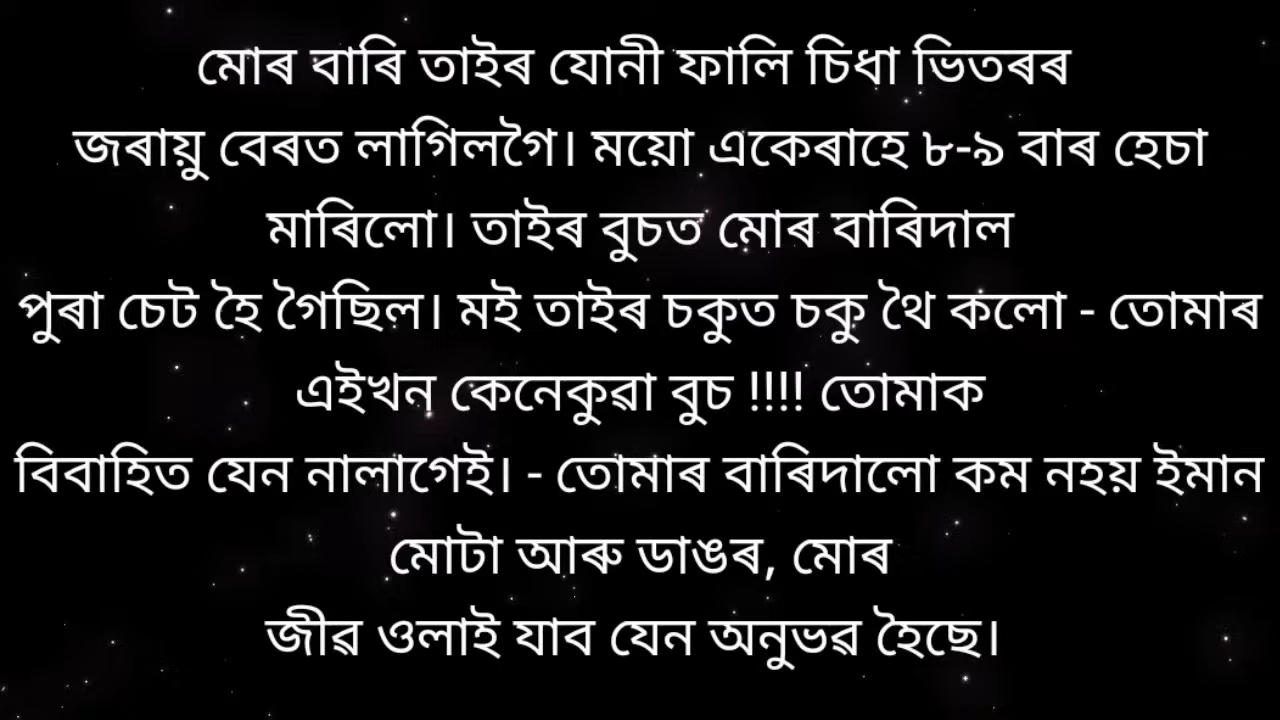 মোৰ বাৰি তাইৰ যোনী ফালি চিধা ভিতৰৰ
জৰায়ু বেৰত লাগিলগৈ। ময়ো একেৰাহে ৮-৯ বাৰ হেচা
মাৰিলো। তাইৰ বুচত মোৰ বাৰিদাল
পুৰা চেট হৈ গৈছিল। মই তাইৰ চকুত চকু থৈ কলো - তোমাৰ
এইখন কেনেকুৱা বুচ !!!! তোমাক
বিবাহিত যেন নালাগেই। - তোমাৰ বাৰিদালো কম নহয় ইমান
মোটা আৰু ডাঙৰ, মোৰ
জীৱ ওলাই যাব যেন অনুভৱ হৈছে।